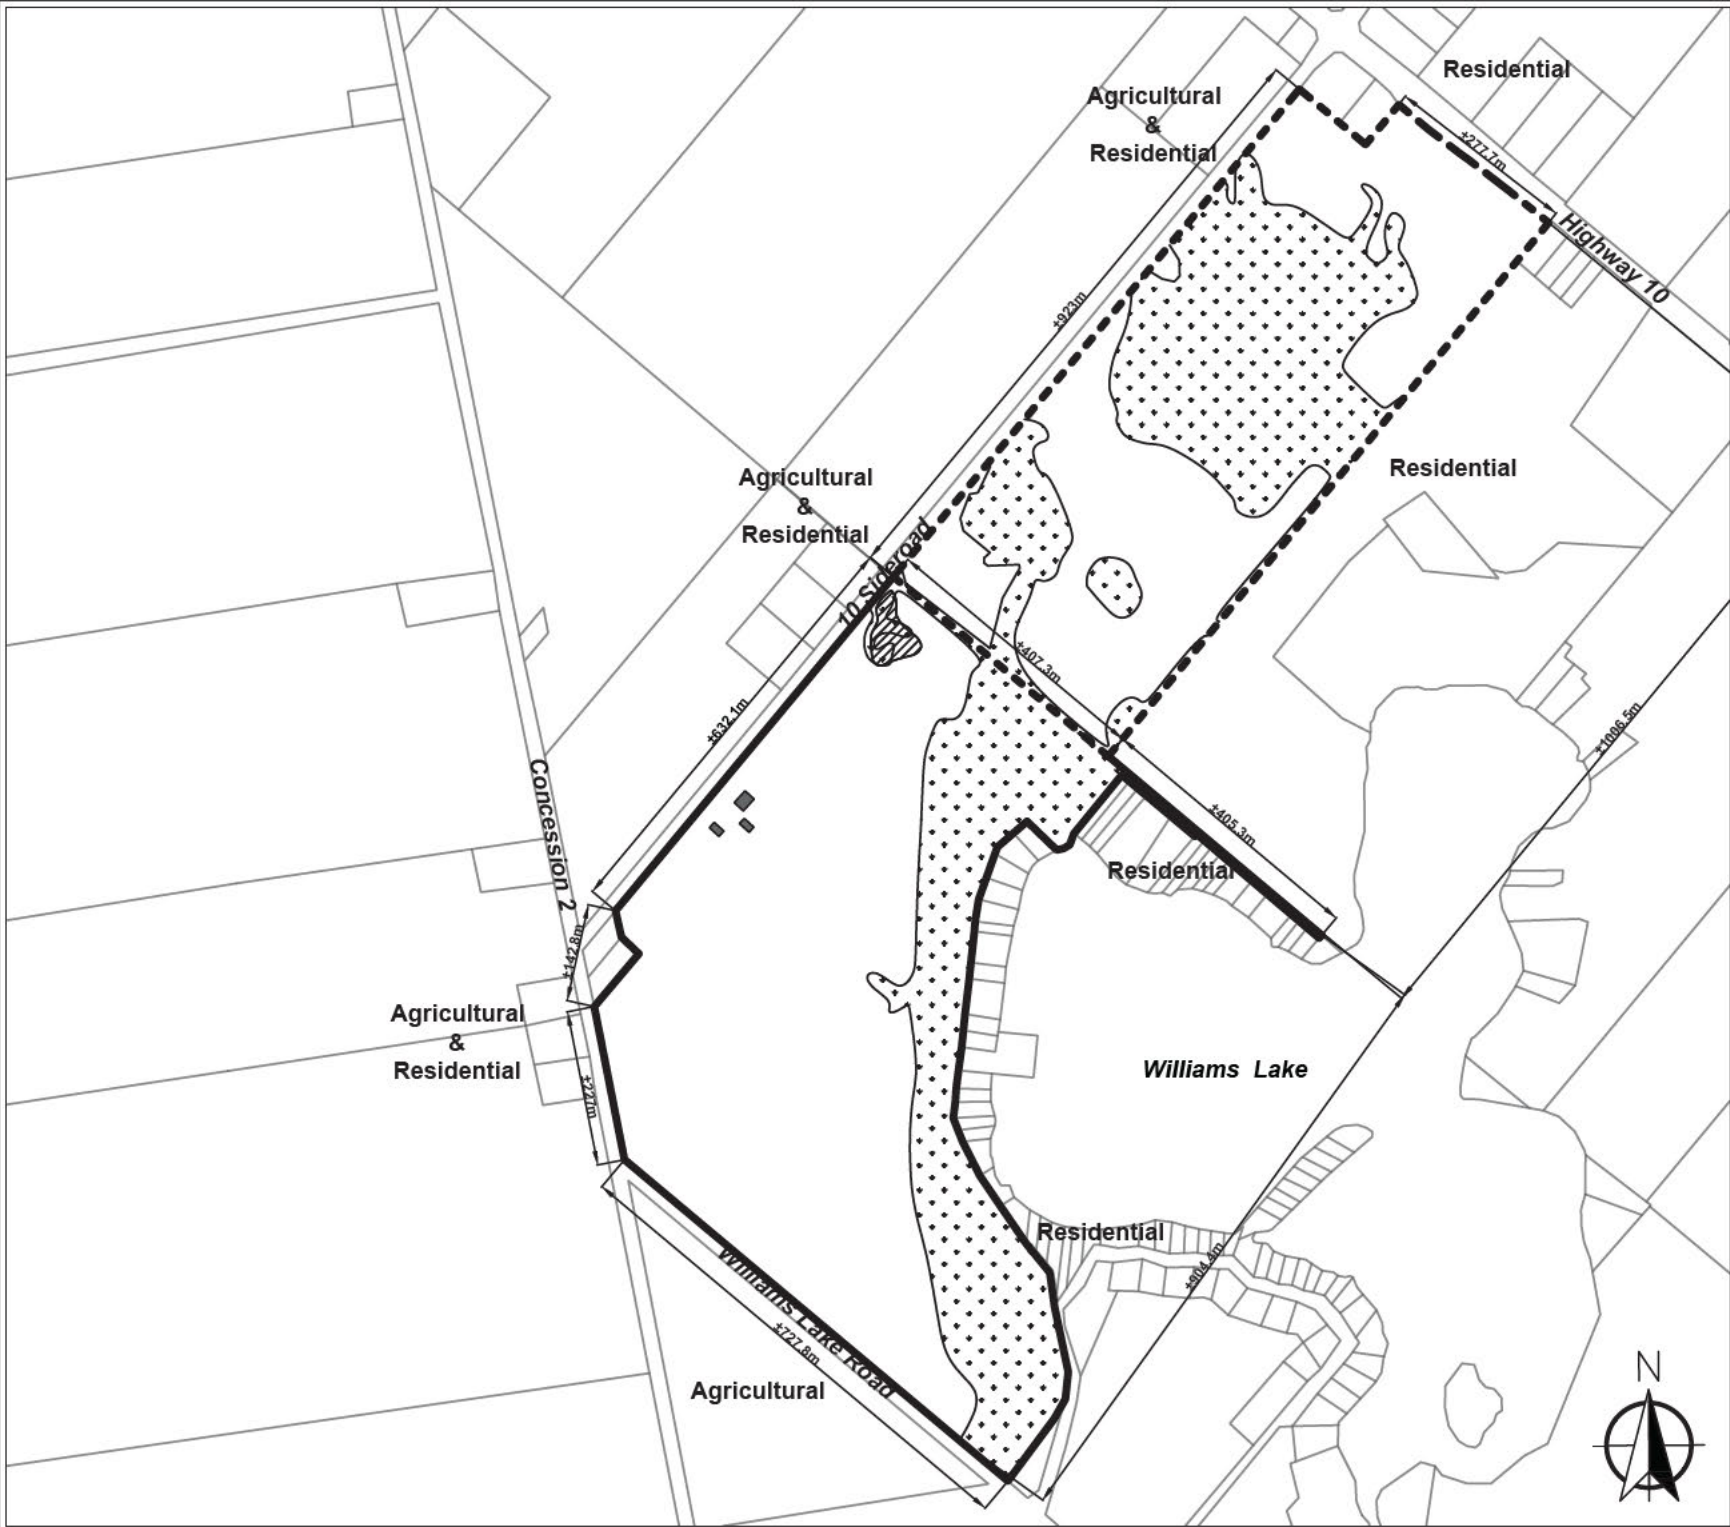 Residential
Agricultural
&
Residential
±277.7m
Highway 10
±923m
Residential
Agricultural
&
Residential
10 Sideroad
±407.3m
±632.1m
±1006.5m
Concession 2
±405.3m
Residential
±142.8m
Agricultural
&
Residential
±227m
Williams Lake
Residential
±904.4m
Williams Lake Road
±727.8m
Agricultural
N